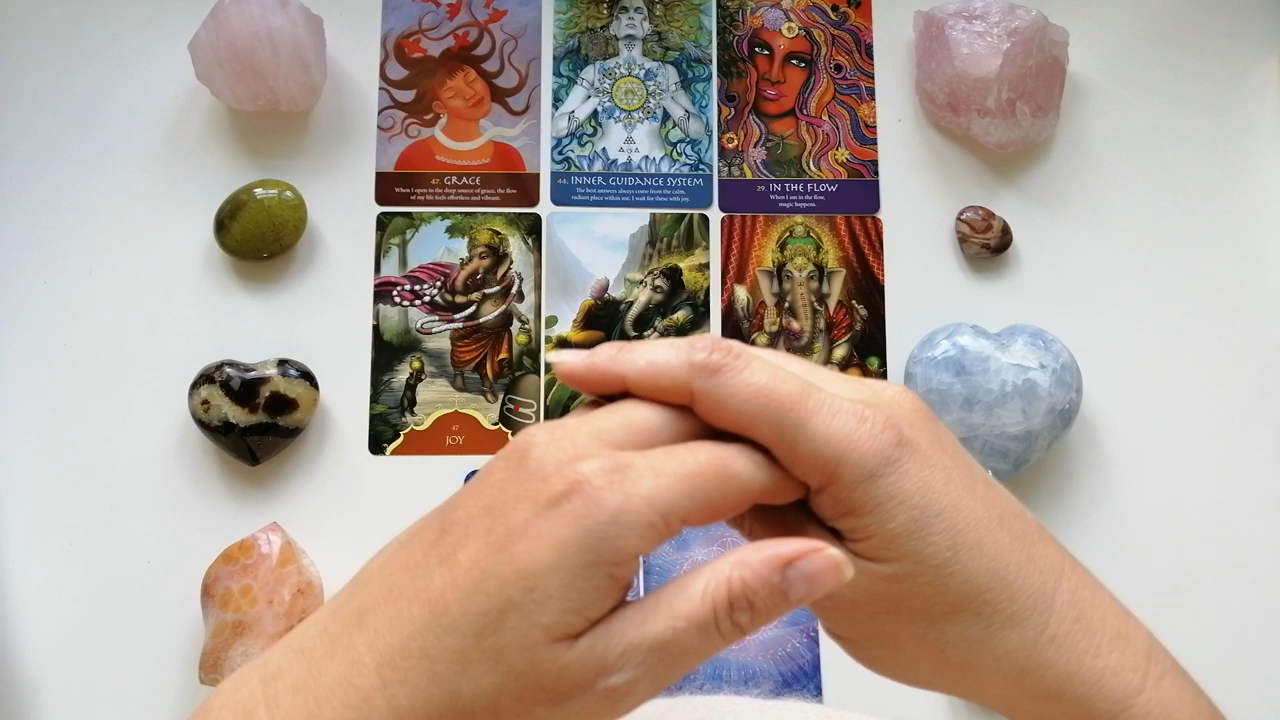 47. GRACE
When I open to the deep source of grace, the flow
of my life feels effortless and vibrant.
44. INNER GUIDANCE SYSTEM
The best answers always come from the calm,
radiant place within me. I wait for these with joy.
29. IN THE FLOW
When I am in the flow,
magic happens.
47
JOY